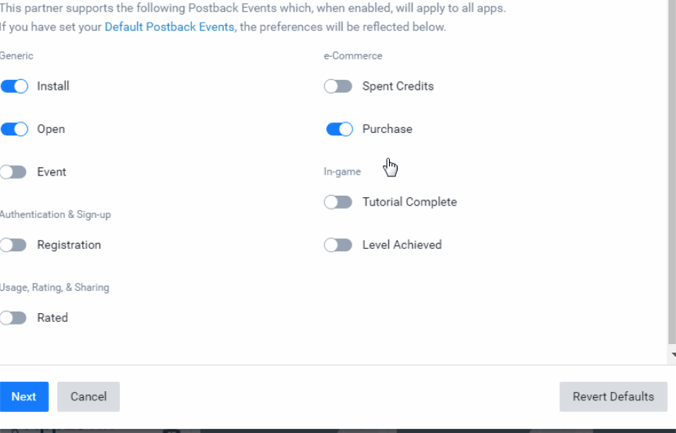 This partner supports the following Postback Events which, when enabled, will apply to all apps.
If you have set your Default Postback Events, the preferences will be reflected below.
Generic
Install
Open
Event
Authentication & Sign-up
Registration
Usage, Rating, & Sharing
Rated
e-Commerce
Spent Credits
Purchase
In-game
Tutorial Complete
Level Achieved
Next
Cancel
Revert Defaults